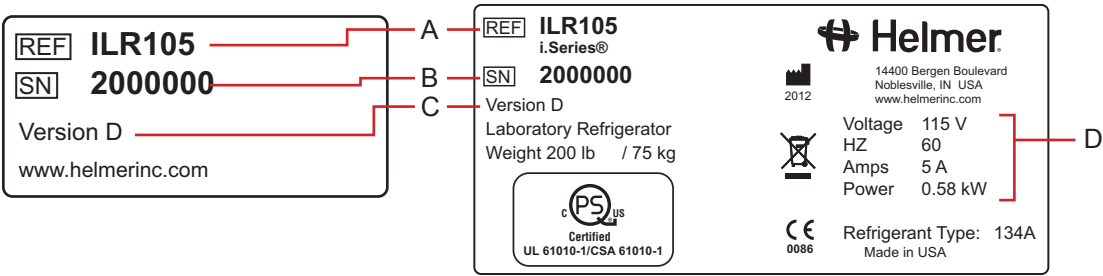 REF ILR105
SN 2000000
Version D
www.helmerinc.com
A
B
C
REF ILR105
i.Series®
SN 2000000
Version D
Laboratory Refrigerator
Weight 200 lb / 75 kg
c PS ® US
Certified
UL 61010-1/CSA 61010-1
Helmer
2012
14400 Bergen Boulevard
Noblesville, IN USA
www.helmerinc.com
Voltage 115 V
HZ 60
Amps 5 A
Power 0.58 kW
D
CE
0086
Refrigerant Type: 134A
Made in USA